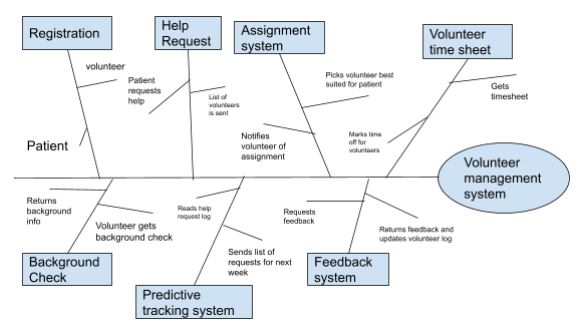 Registration
Help
Request
Assignment
system
Volunteer
time sheet
volunteer
Patient
requests
help
List of
volunteers
is sent
Picks volunteer best
suited for patient
Gets
timesheet
Patient
Notifies
volunteer of
assignment
Marks time
off for
volunteers
Volunteer
management
system
Returns
background
info
Volunteer gets
background check
Reads help
request log
Sends list of
requests for next
week
Requests
feedback
Returns feedback and
updates volunteer log
Background
Check
Predictive
tracking system
Feedback
system